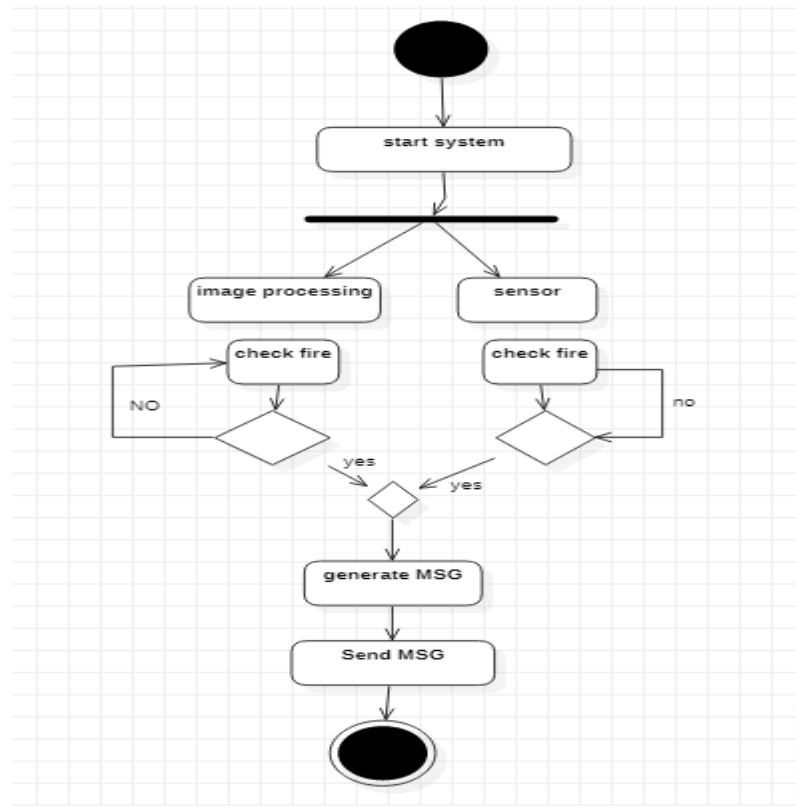 start system
image processing
sensor
check fire
check fire
NO
no
yes
yes
generate MSG
Send MSG